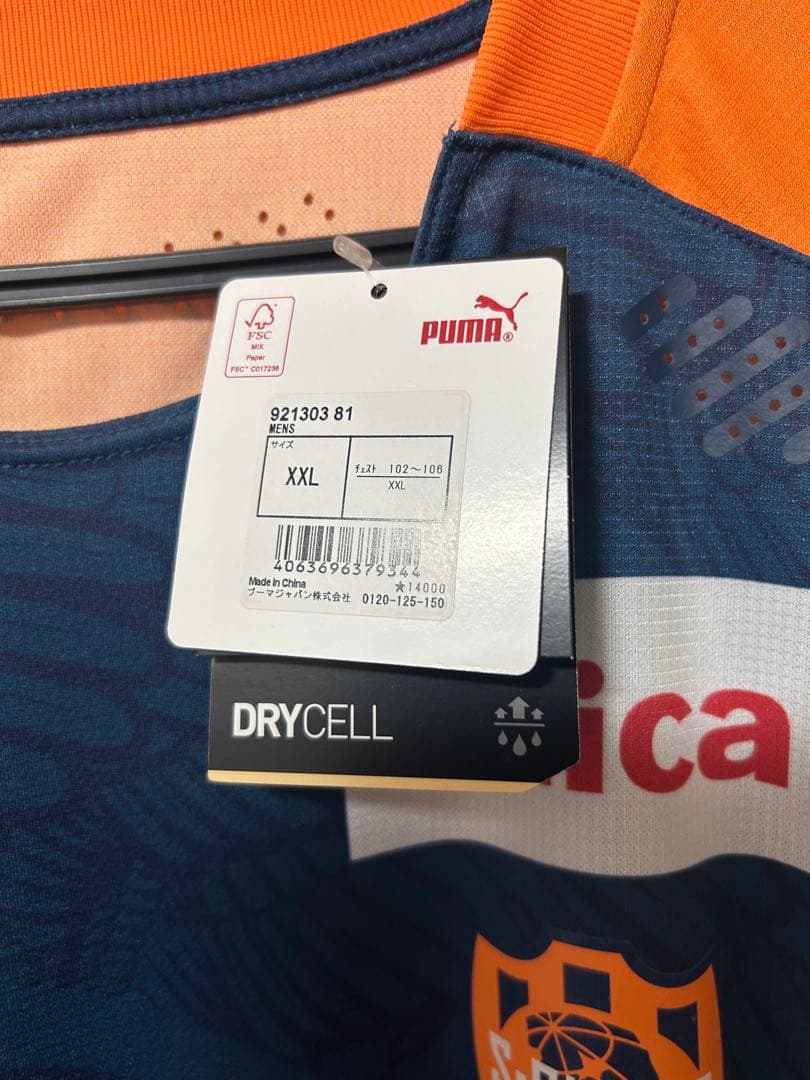 FSC
MIX
Paper
FSC® C017236
PUMA®
921303 81
MENS
サイズ
XXL
チェスト 102～106
XXL
4063696379344
Made in China
★14000
プーマジャパン株式会社 0120-125-150
DRYCELL
ica